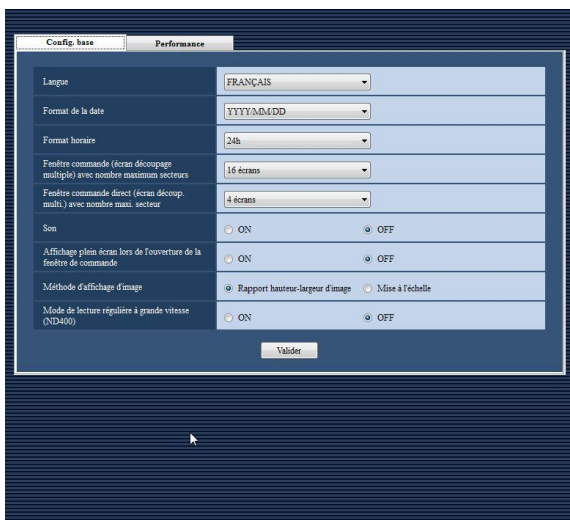 Config. base
Performance
Langue
FRANÇAIS
Format de la date
YYYY/MM/DD
Format horaire
24h
Fenêtre commande (écran découpage
multiple) avec nombre maximum secteurs
16 écrans
Fenêtre commande direct (écran découp.
multi.) avec nombre maxi. secteur
4 écrans
Son
ON
OFF
Affichage plein écran lors de l'ouverture de la
fenêtre de commande
ON
OFF
Méthode d'affichage d'image
Rapport hauteur-largeur d'image
Mise à l'échelle
Mode de lecture régulière à grande vitesse
(ND400)
ON
OFF
Valider